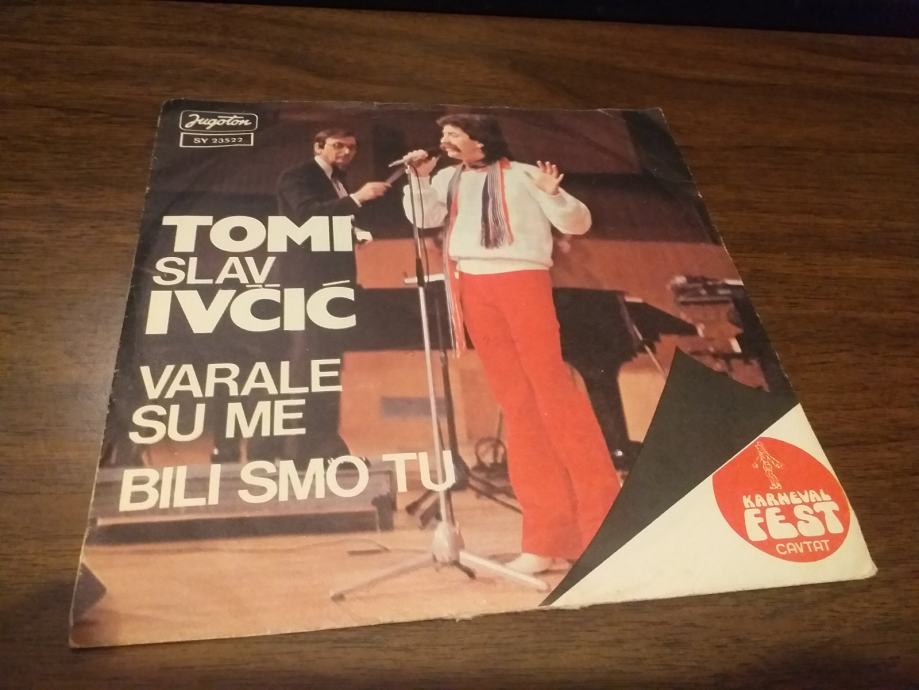 Jugoton
SY 23522
TOMI
SLAV
IVČIĆ
VARALE
SU ME
BILI SMO TU
KARNEVAL
FEST
CAVTAT